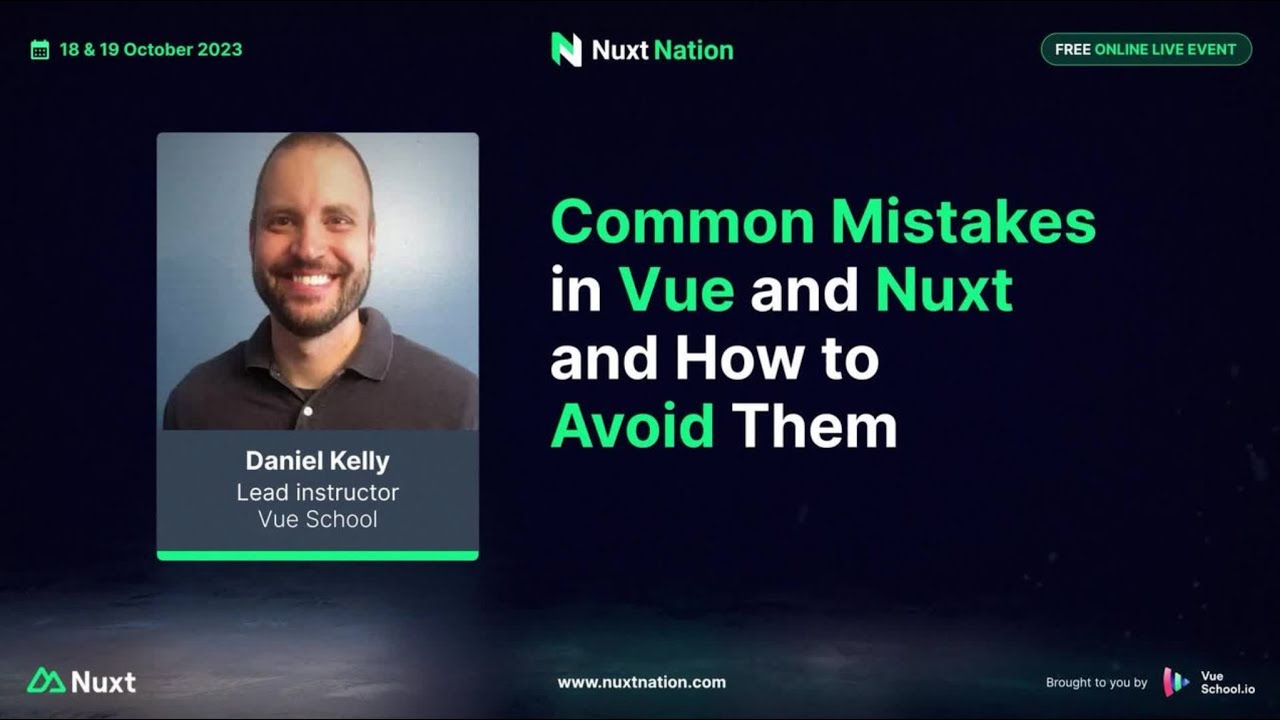 18 & 19 October 2023
Nuxt Nation
FREE ONLINE LIVE EVENT
Common Mistakes
in Vue and Nuxt
and How to
Avoid Them
Daniel Kelly
Lead instructor
Vue School
Nuxt
www.nuxtnation.com
Brought to you by
Vue
School.io